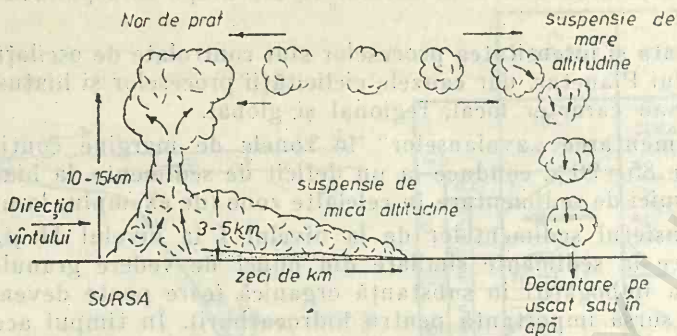 Nor de praf
Suspensie de
mare
altitudine
10-15km
Direcția
vîntului
suspensie de
mică altitudine
3-5km
zeci de km
SURSA
Decantare pe
uscat sau în
apă.